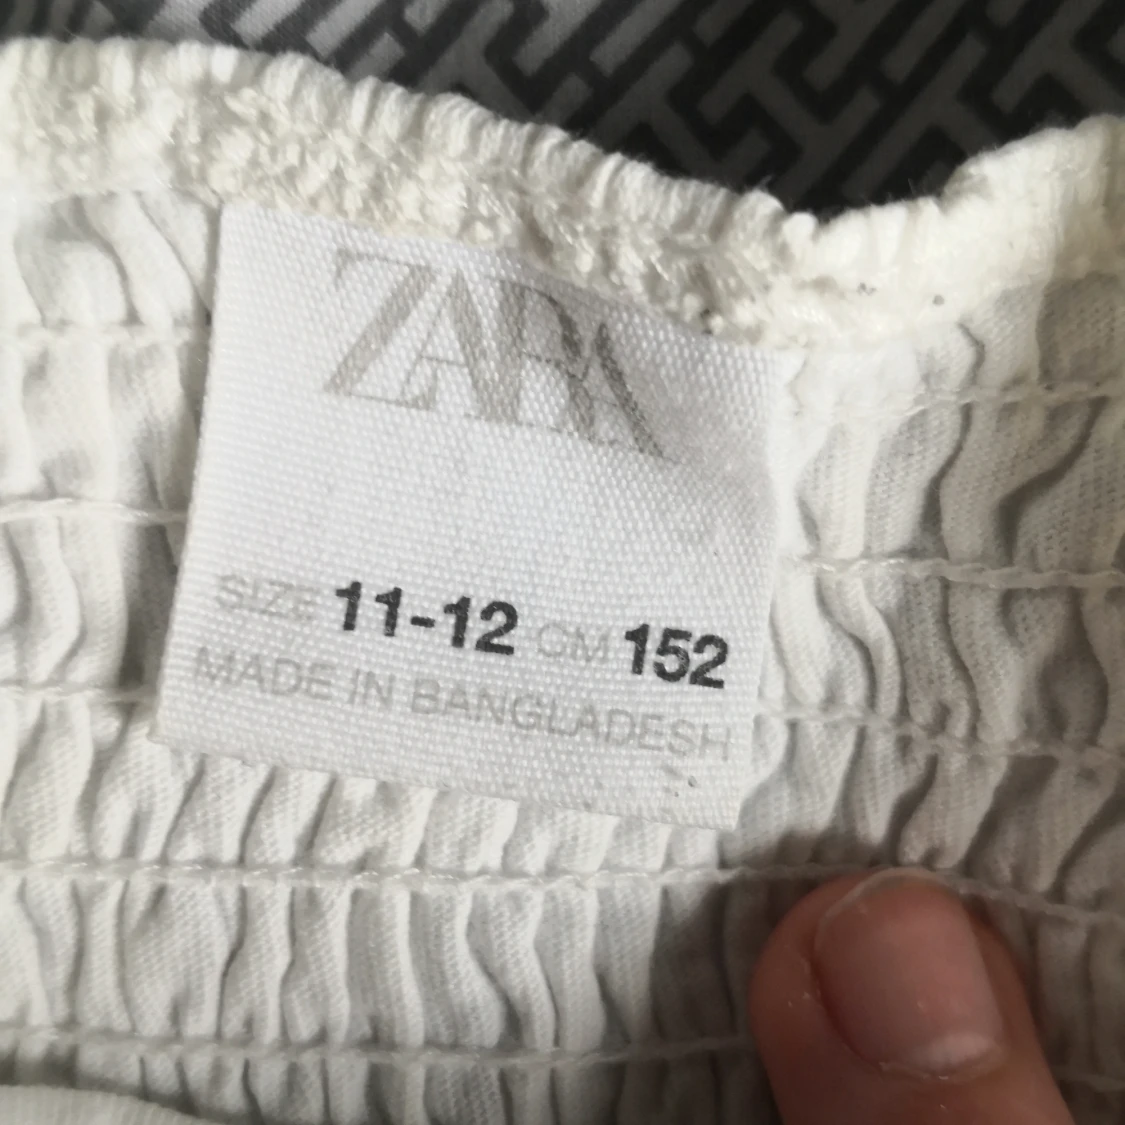 ZARA
SIZE 11-12 CM 152
MADE IN BANGLADESH